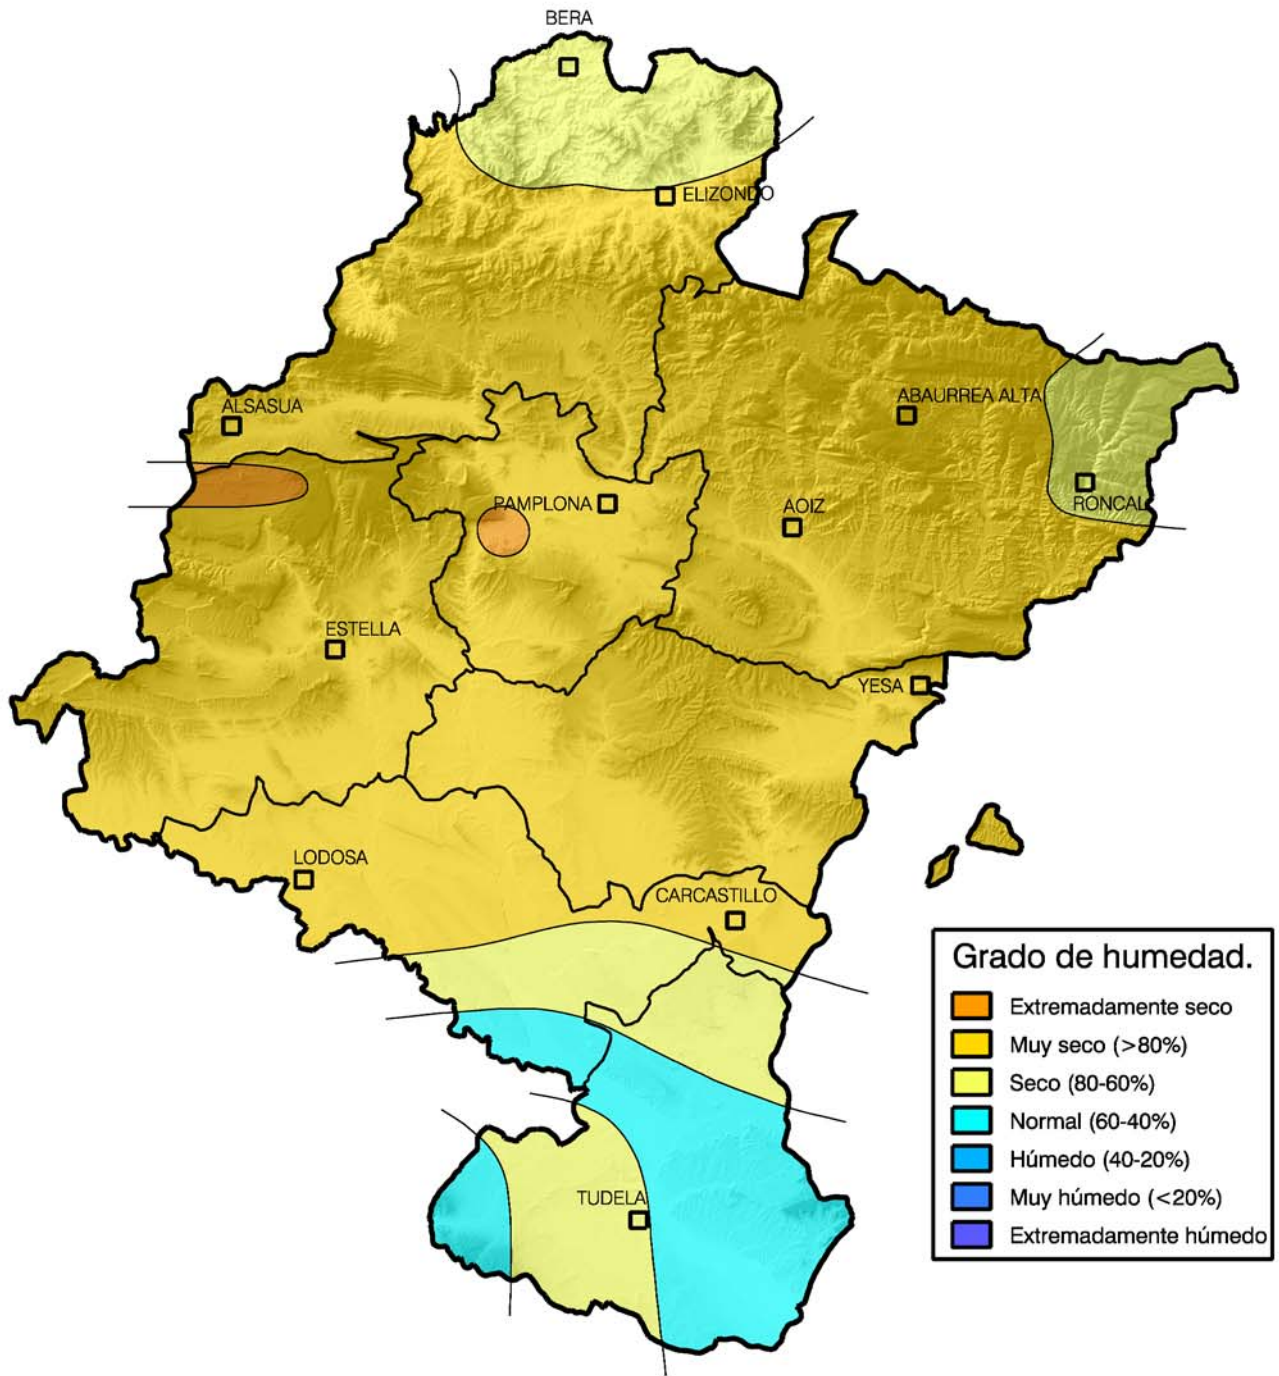 BERA
ELIZONDO
ALSASUA
ABAURREA ALTA
PAMPLONA
AOIZ
RONCAL
ESTELLA
YESA
LODOSA
CARCASTILLO
TUDELA
Grado de humedad.
Extremadamente seco
Muy seco (>80%)
Seco (80-60%)
Normal (60-40%)
Húmedo (40-20%)
Muy húmedo (<20%)
Extremadamente húmedo